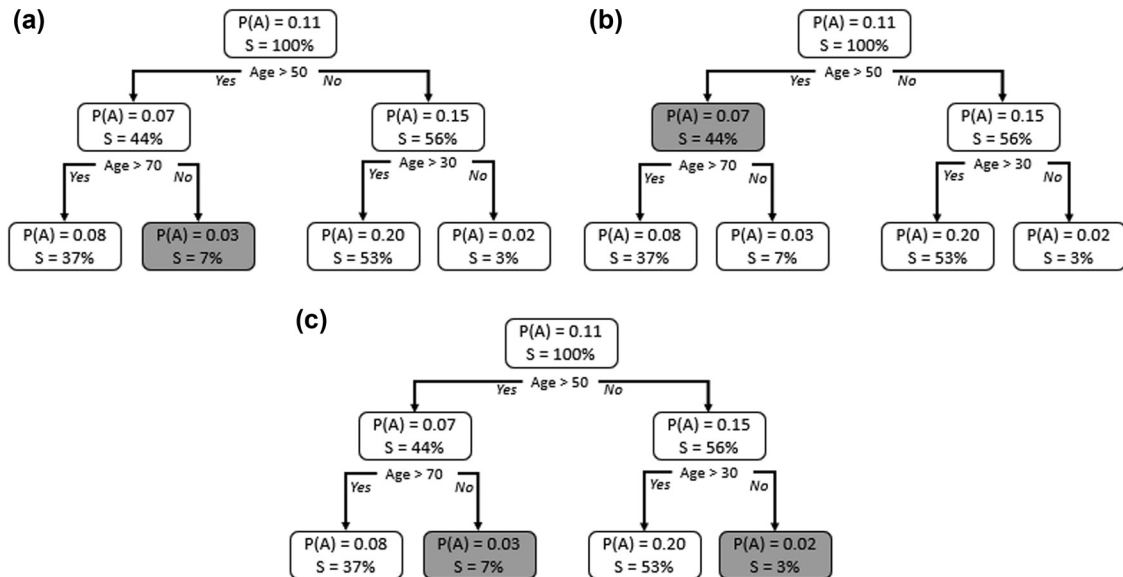 (a)
P(A) = 0.11
S = 100%
Yes Age > 50 No
P(A) = 0.07
S = 44%
P(A) = 0.15
S = 56%
Yes Age > 70 No
Yes Age > 30 No
P(A) = 0.08
S = 37%
P(A) = 0.03
S = 7%
P(A) = 0.20
S = 53%
P(A) = 0.02
S = 3%
(b)
P(A) = 0.11
S = 100%
Yes Age > 50 No
P(A) = 0.07
S = 44%
P(A) = 0.15
S = 56%
Yes Age > 70 No
Yes Age > 30 No
P(A) = 0.08
S = 37%
P(A) = 0.03
S = 7%
P(A) = 0.20
S = 53%
P(A) = 0.02
S = 3%
(c)
P(A) = 0.11
S = 100%
Yes Age > 50 No
P(A) = 0.07
S = 44%
P(A) = 0.15
S = 56%
Yes Age > 70 No
Yes Age > 30 No
P(A) = 0.08
S = 37%
P(A) = 0.03
S = 7%
P(A) = 0.20
S = 53%
P(A) = 0.02
S = 3%